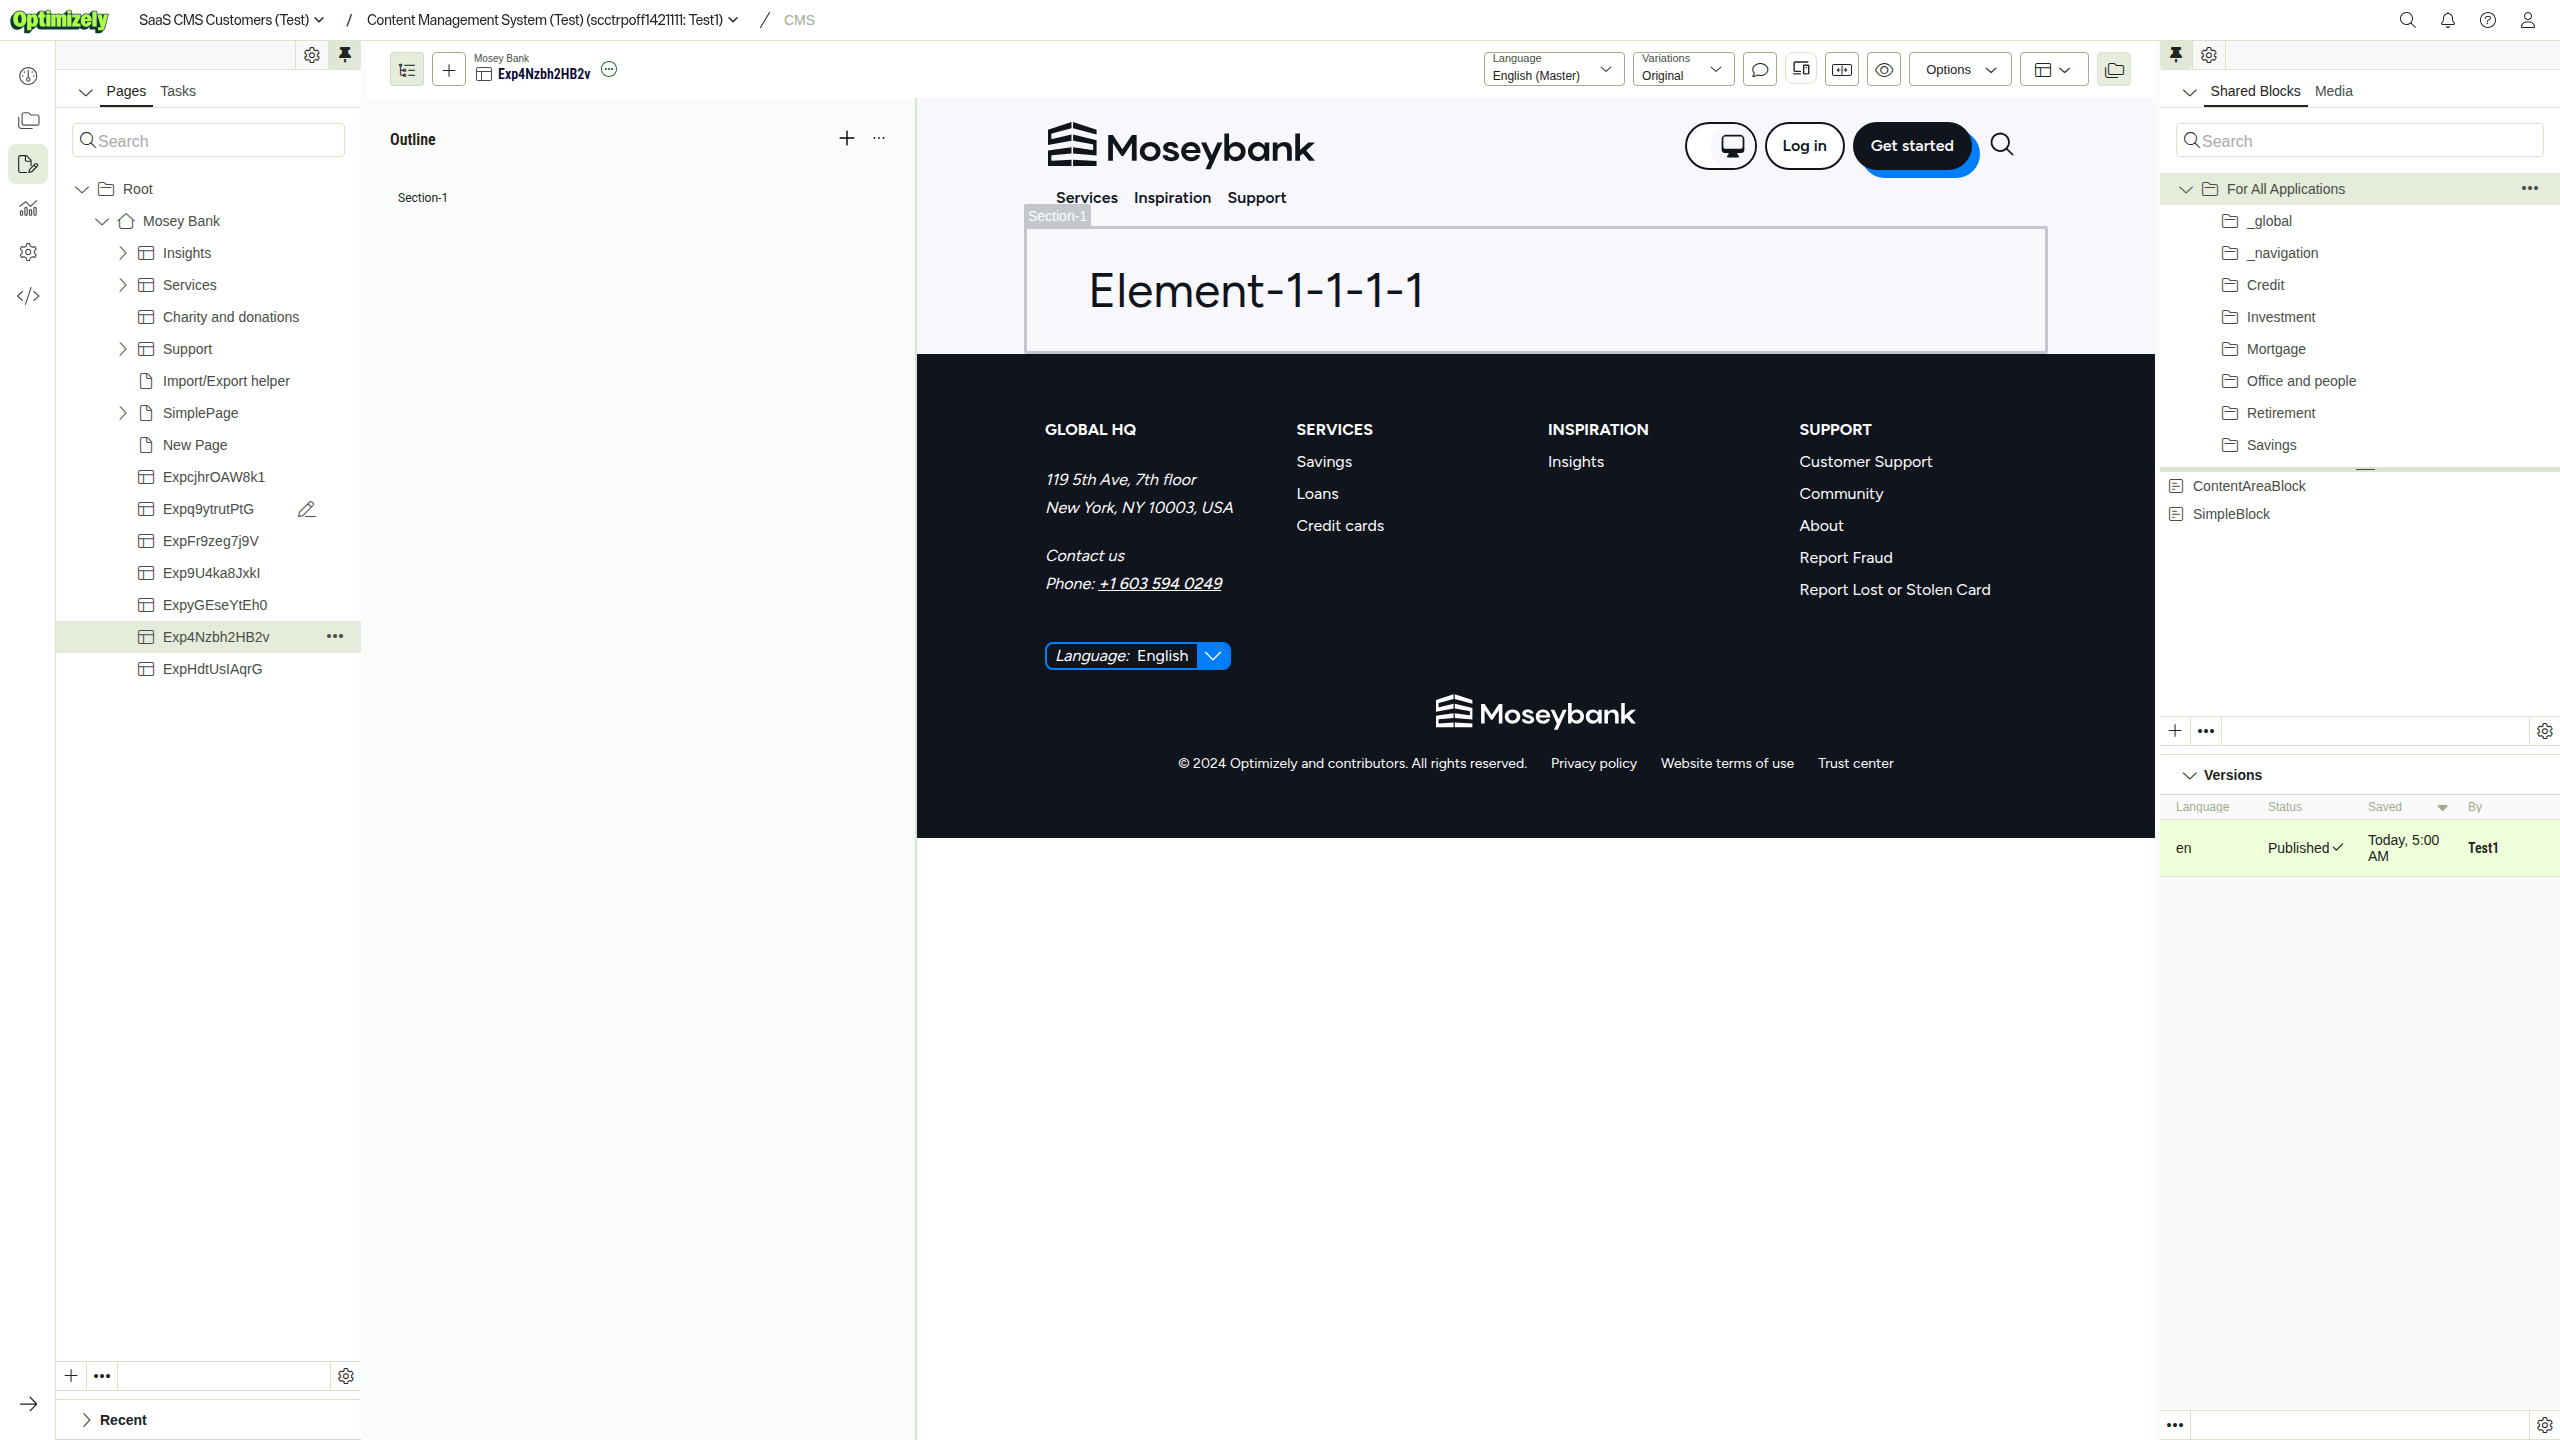 Optimizely
SaaS CMS Customers (Test) / Content Management System (Test) (scctrpoff1421111: Test1) / CMS
Pages Tasks
Search
Root
Mosey Bank
Insights
Services
Charity and donations
Support
Import/Export helper
SimplePage
New Page
ExpcjhrOAW8k1
Expq9ytrutPtG
ExpFr9zeg7j9V
Exp9U4ka8JxkI
ExpyGEseYtEh0
Exp4Nzbh2HB2v
ExpHdtUsIAqrG
Recent
Mosey Bank
Exp4Nzbh2HB2v
Language
English (Master)
Variations
Original
Options
Outline
Section-1
Moseybank
Log in
Get started
Services Inspiration Support
Section-1
Element-1-1-1-1
GLOBAL HQ
119 5th Ave, 7th floor
New York, NY 10003, USA
Contact us
Phone: +1 603 594 0249
SERVICES
Savings
Loans
Credit cards
INSPIRATION
Insights
SUPPORT
Customer Support
Community
About
Report Fraud
Report Lost or Stolen Card
Language: English
Moseybank
© 2024 Optimizely and contributors. All rights reserved. Privacy policy Website terms of use Trust center
Shared Blocks Media
Search
For All Applications
_global
_navigation
Credit
Investment
Mortgage
Office and people
Retirement
Savings
ContentAreaBlock
SimpleBlock
Versions
Language Status Saved By
en Published Today, 5:00 AM Test1